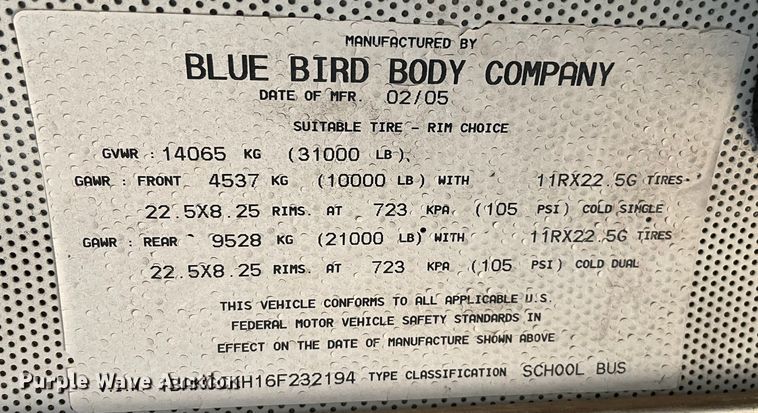 MANUFACTURED BY
BLUE BIRD BODY COMPANY
DATE OF MFR. 02/05
SUITABLE TIRE - RIM CHOICE
GVWR : 14065 KG (31000 LB),
GAWR : FRONT 4537 KG (10000 LB) WITH 11RX22.5G TIRES
22.5X8.25 RIMS. AT 723 KPA. (105 PSI) COLD SINGLE
GAWR : REAR 9528 KG (21000 LB) WITH 11RX22.5G TIRES
22.5X8.25 RIMS. AT 723 KPA (105 PSI) COLD DUAL
THIS VEHICLE CONFORMS TO ALL APPLICABLE U.S.
FEDERAL MOTOR VEHICLE SAFETY STANDARDS IN
EFFECT ON THE DATE OF MANUFACTURE SHOWN ABOVE
TYPE CLASSIFICATION SCHOOL BUS
Purple Wave Auction